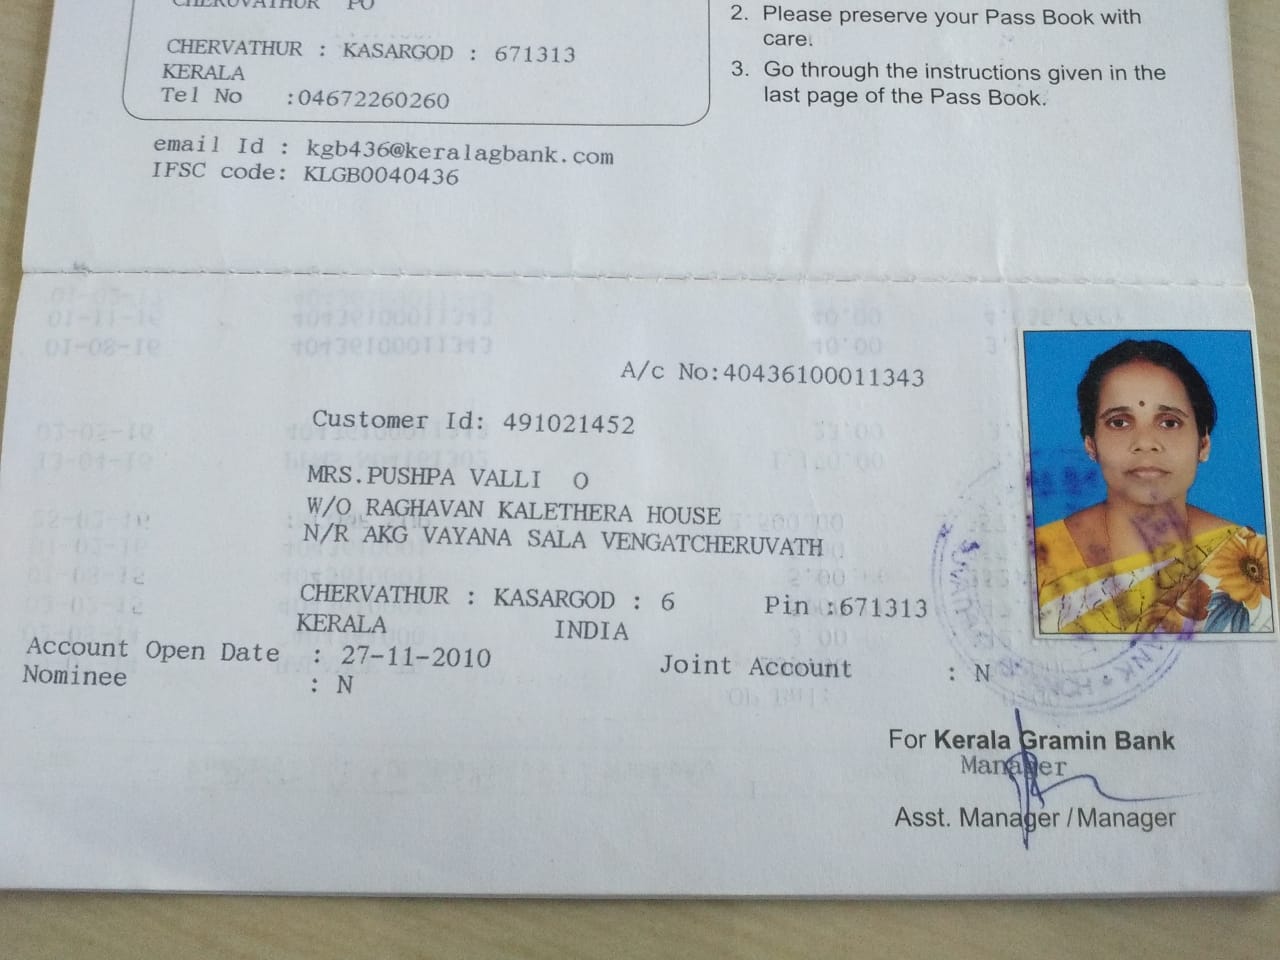 CHERUVATHUR PO
CHERVATHUR : KASARGOD : 671313
KERALA
Tel No :04672260260
email Id : kgb436@keralagbank.com
IFSC code: KLGB0040436
2. Please preserve your Pass Book with
care.
3. Go through the instructions given in the
last page of the Pass Book.
A/c No:40436100011343
Customer Id: 491021452
MRS.PUSHPA VALLI O
W/O RAGHAVAN KALETHERA HOUSE
N/R AKG VAYANA SALA VENGATCHERUVATH
CHERVATHUR : KASARGOD : 6 Pin :671313
KERALA INDIA
Account Open Date : 27-11-2010 Joint Account : N
Nominee : N
For Kerala Gramin Bank
Manager
Asst. Manager / Manager